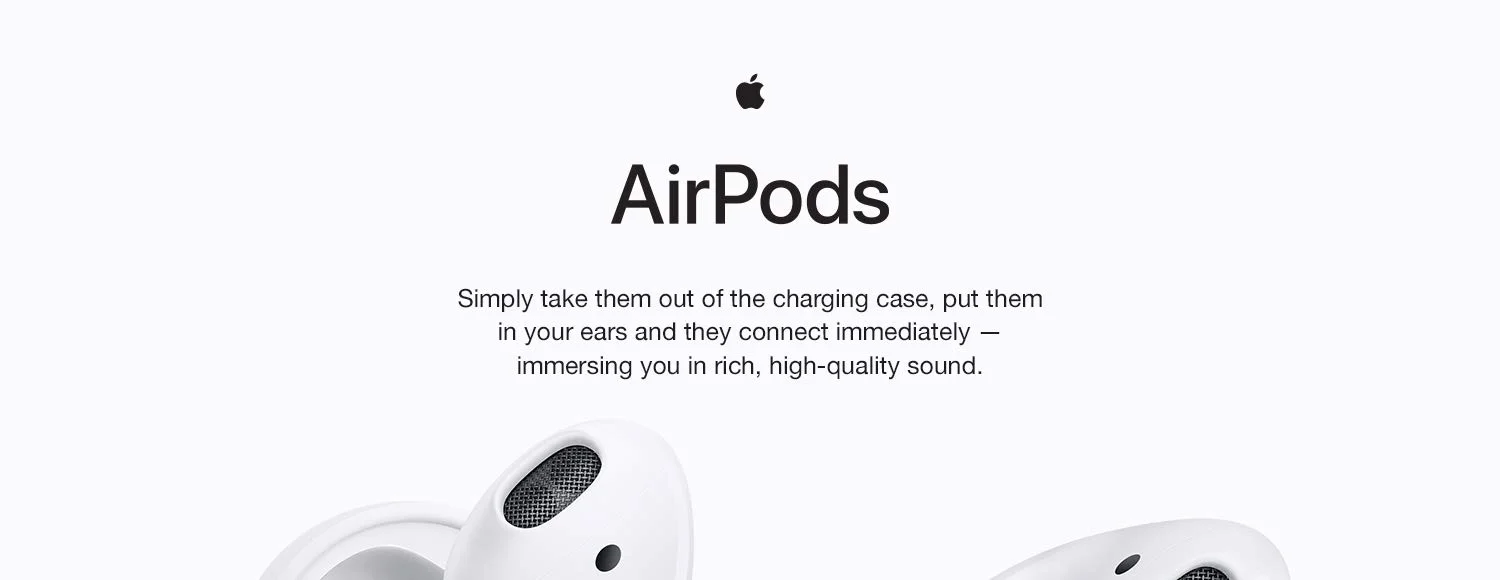 AirPods
Simply take them out of the charging case, put them
in your ears and they connect immediately —
immersing you in rich, high-quality sound.